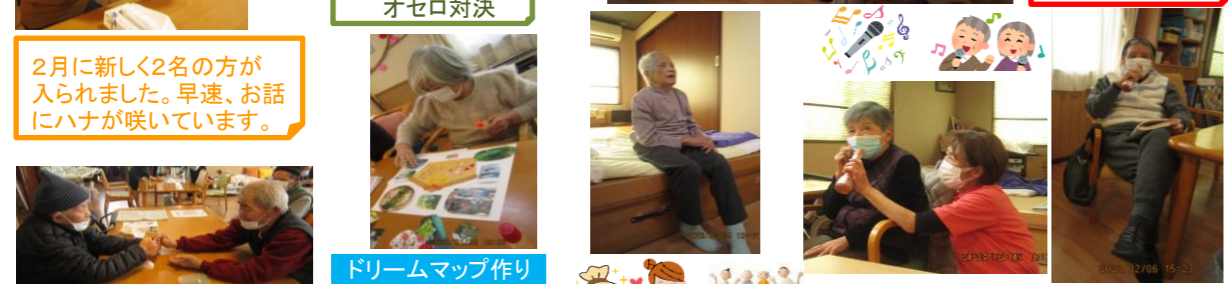 オセロ対決
２月に新しく２名の方が
入られました。早速、お話
にハナが咲いています。
ドリームマップ作り